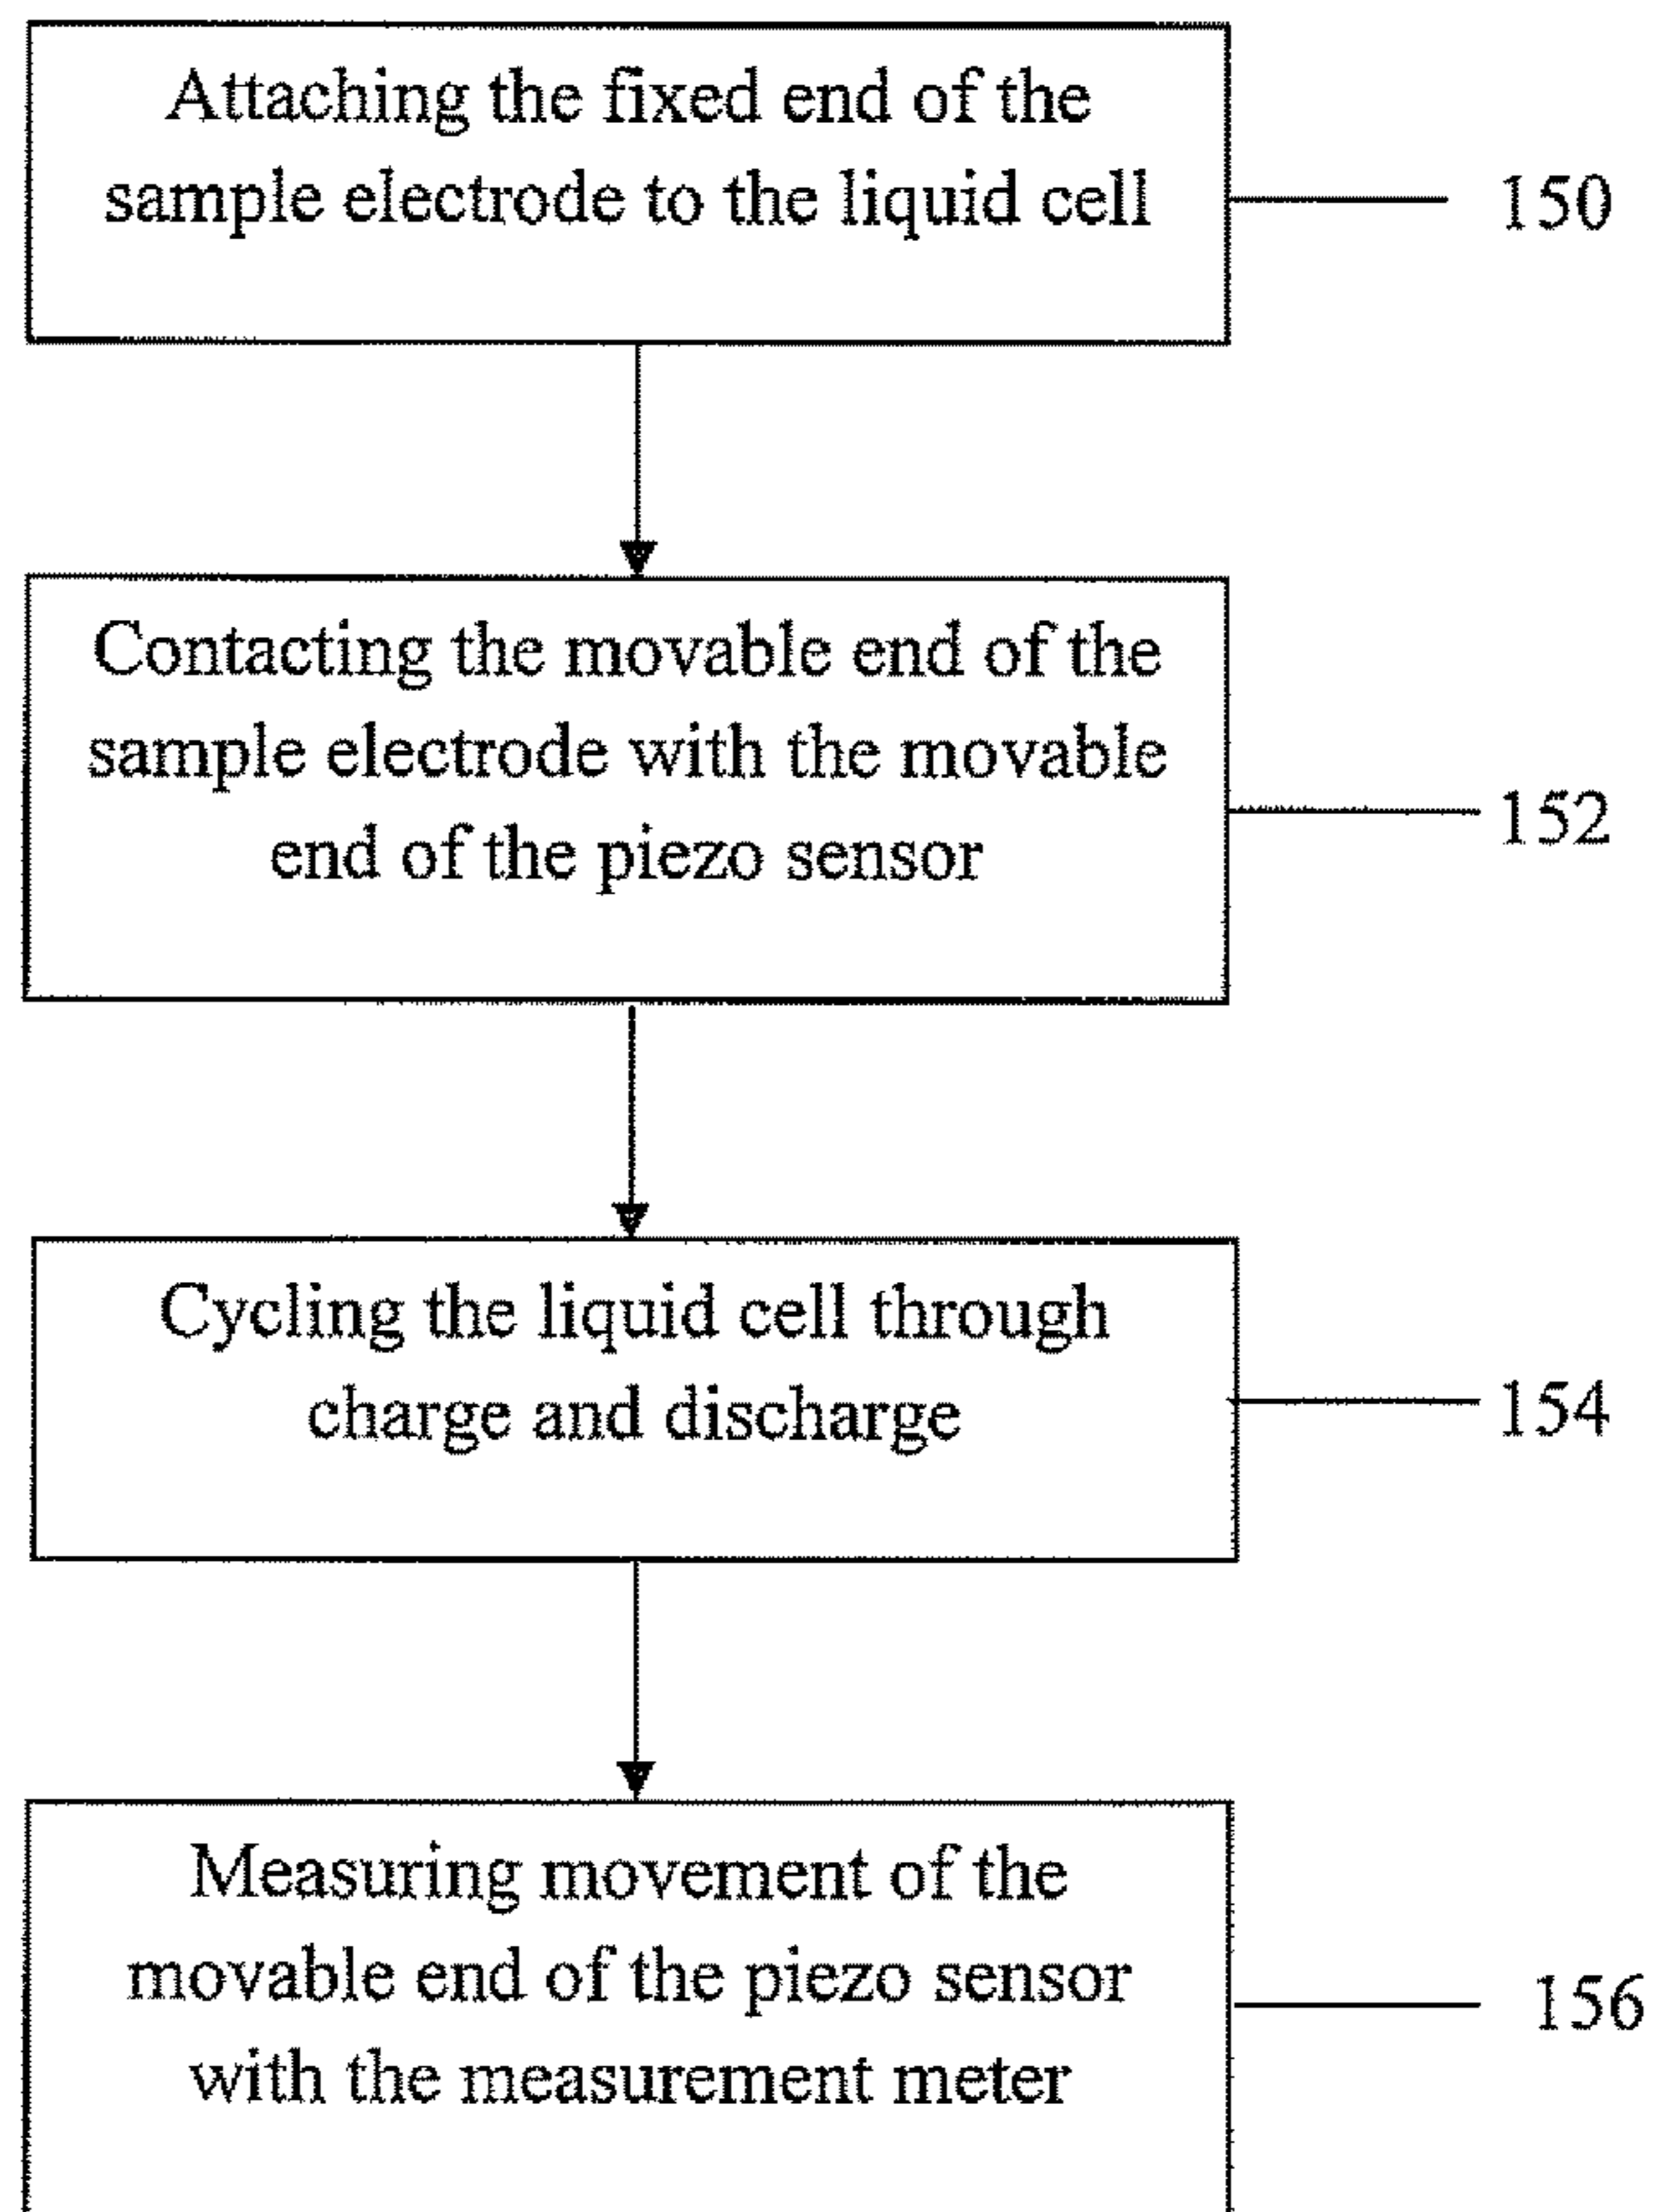 Attaching the fixed end of the
sample electrode to the liquid cell
150
Contacting the movable end of the
sample electrode with the movable
end of the piezo sensor
152
Cycling the liquid cell through
charge and discharge
154
Measuring movement of the
movable end of the piezo sensor
with the measurement meter
156